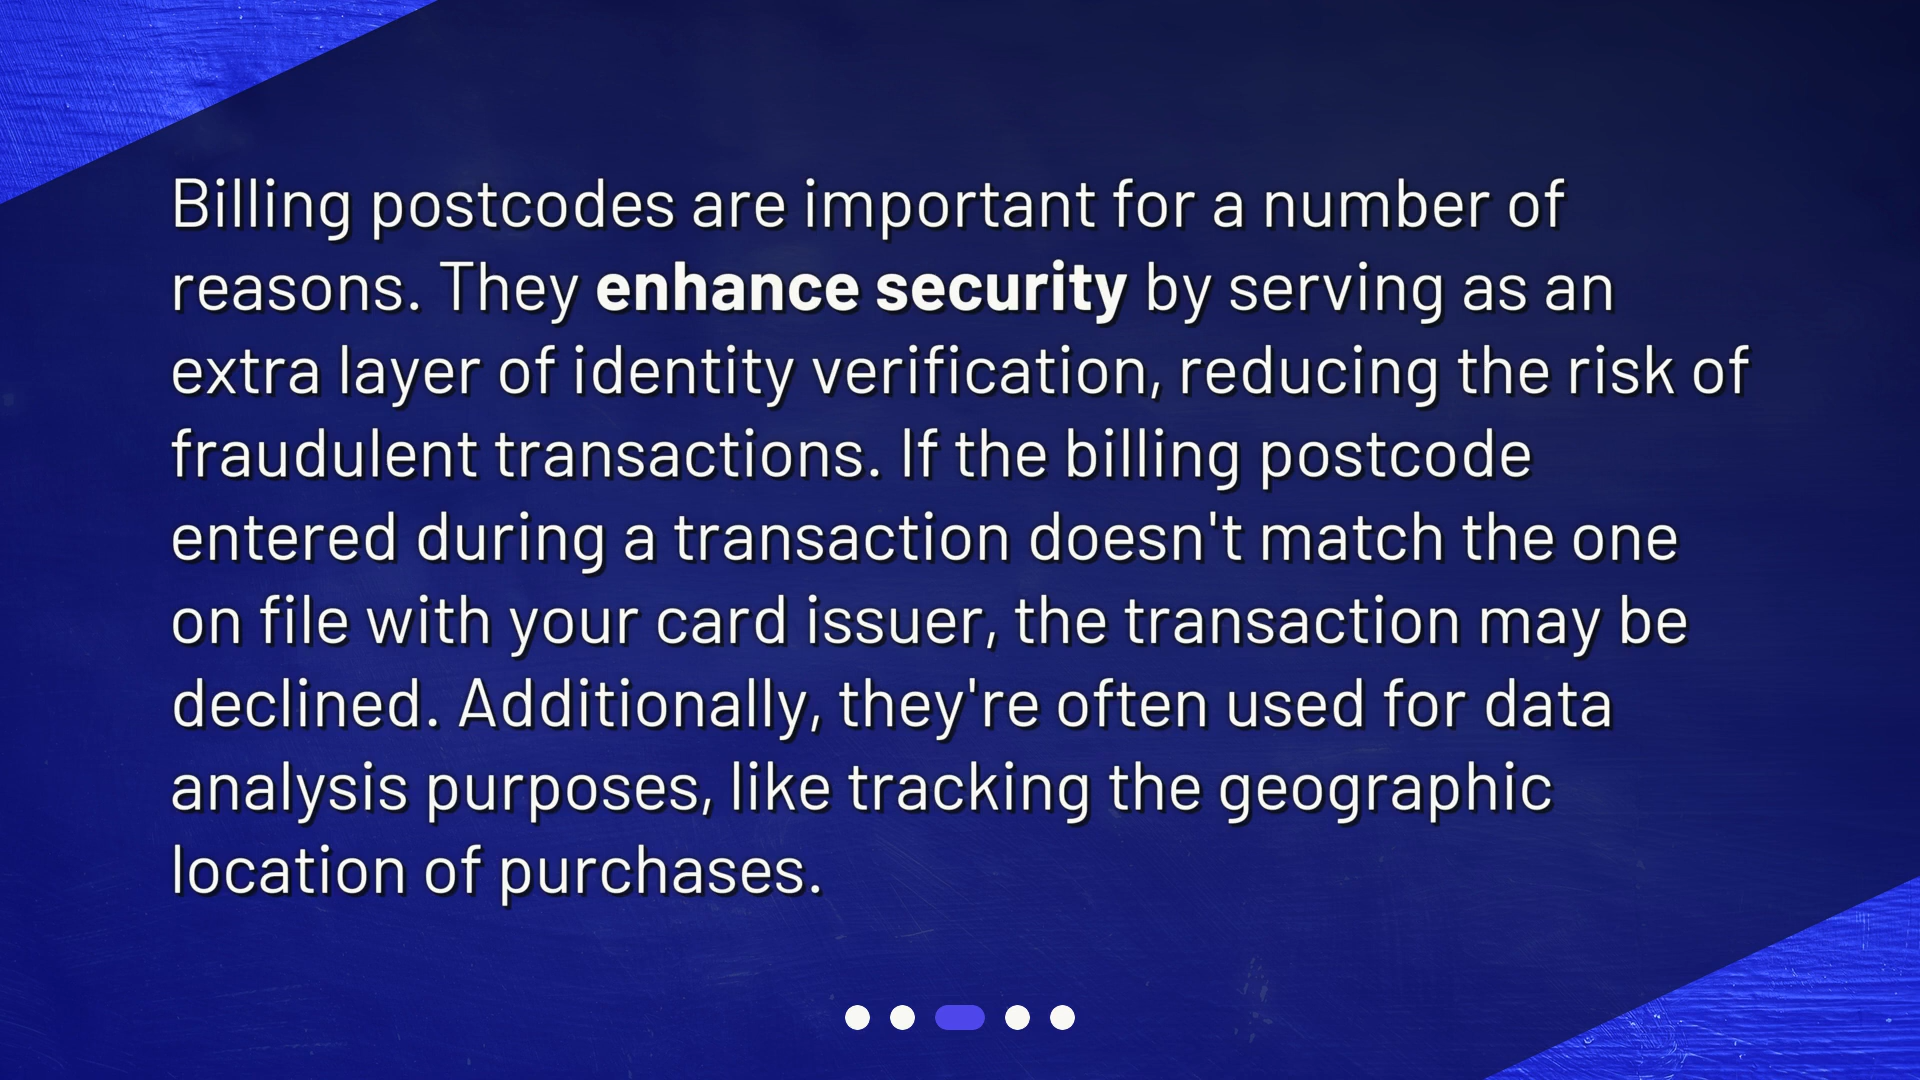 Billing postcodes are important for a number of
reasons. They enhance security by serving as an
extra layer of identity verification, reducing the risk of
fraudulent transactions. If the billing postcode
entered during a transaction doesn't match the one
on file with your card issuer, the transaction may be
declined. Additionally, they're often used for data
analysis purposes, like tracking the geographic
location of purchases.